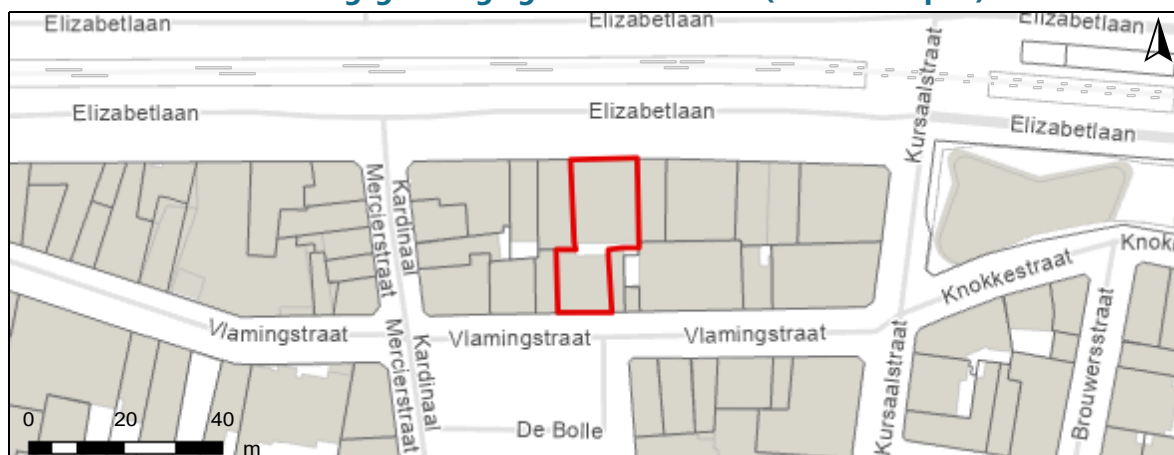 Elizabetlaan
Elizabetlaan
Elizabetlaan
Elizabetlaan
Elizabetlaan
Elizabetlaan
Kursaalstraat
Kardinaal
Mercierstraat
Knokkestraat
Vlamingstraat
Vlamingstraat
Vlamingstraat
Kardinaal
Mercierstraat
Kursaalstraat
Brouwersstraat
De Bolle
0 20 40
m